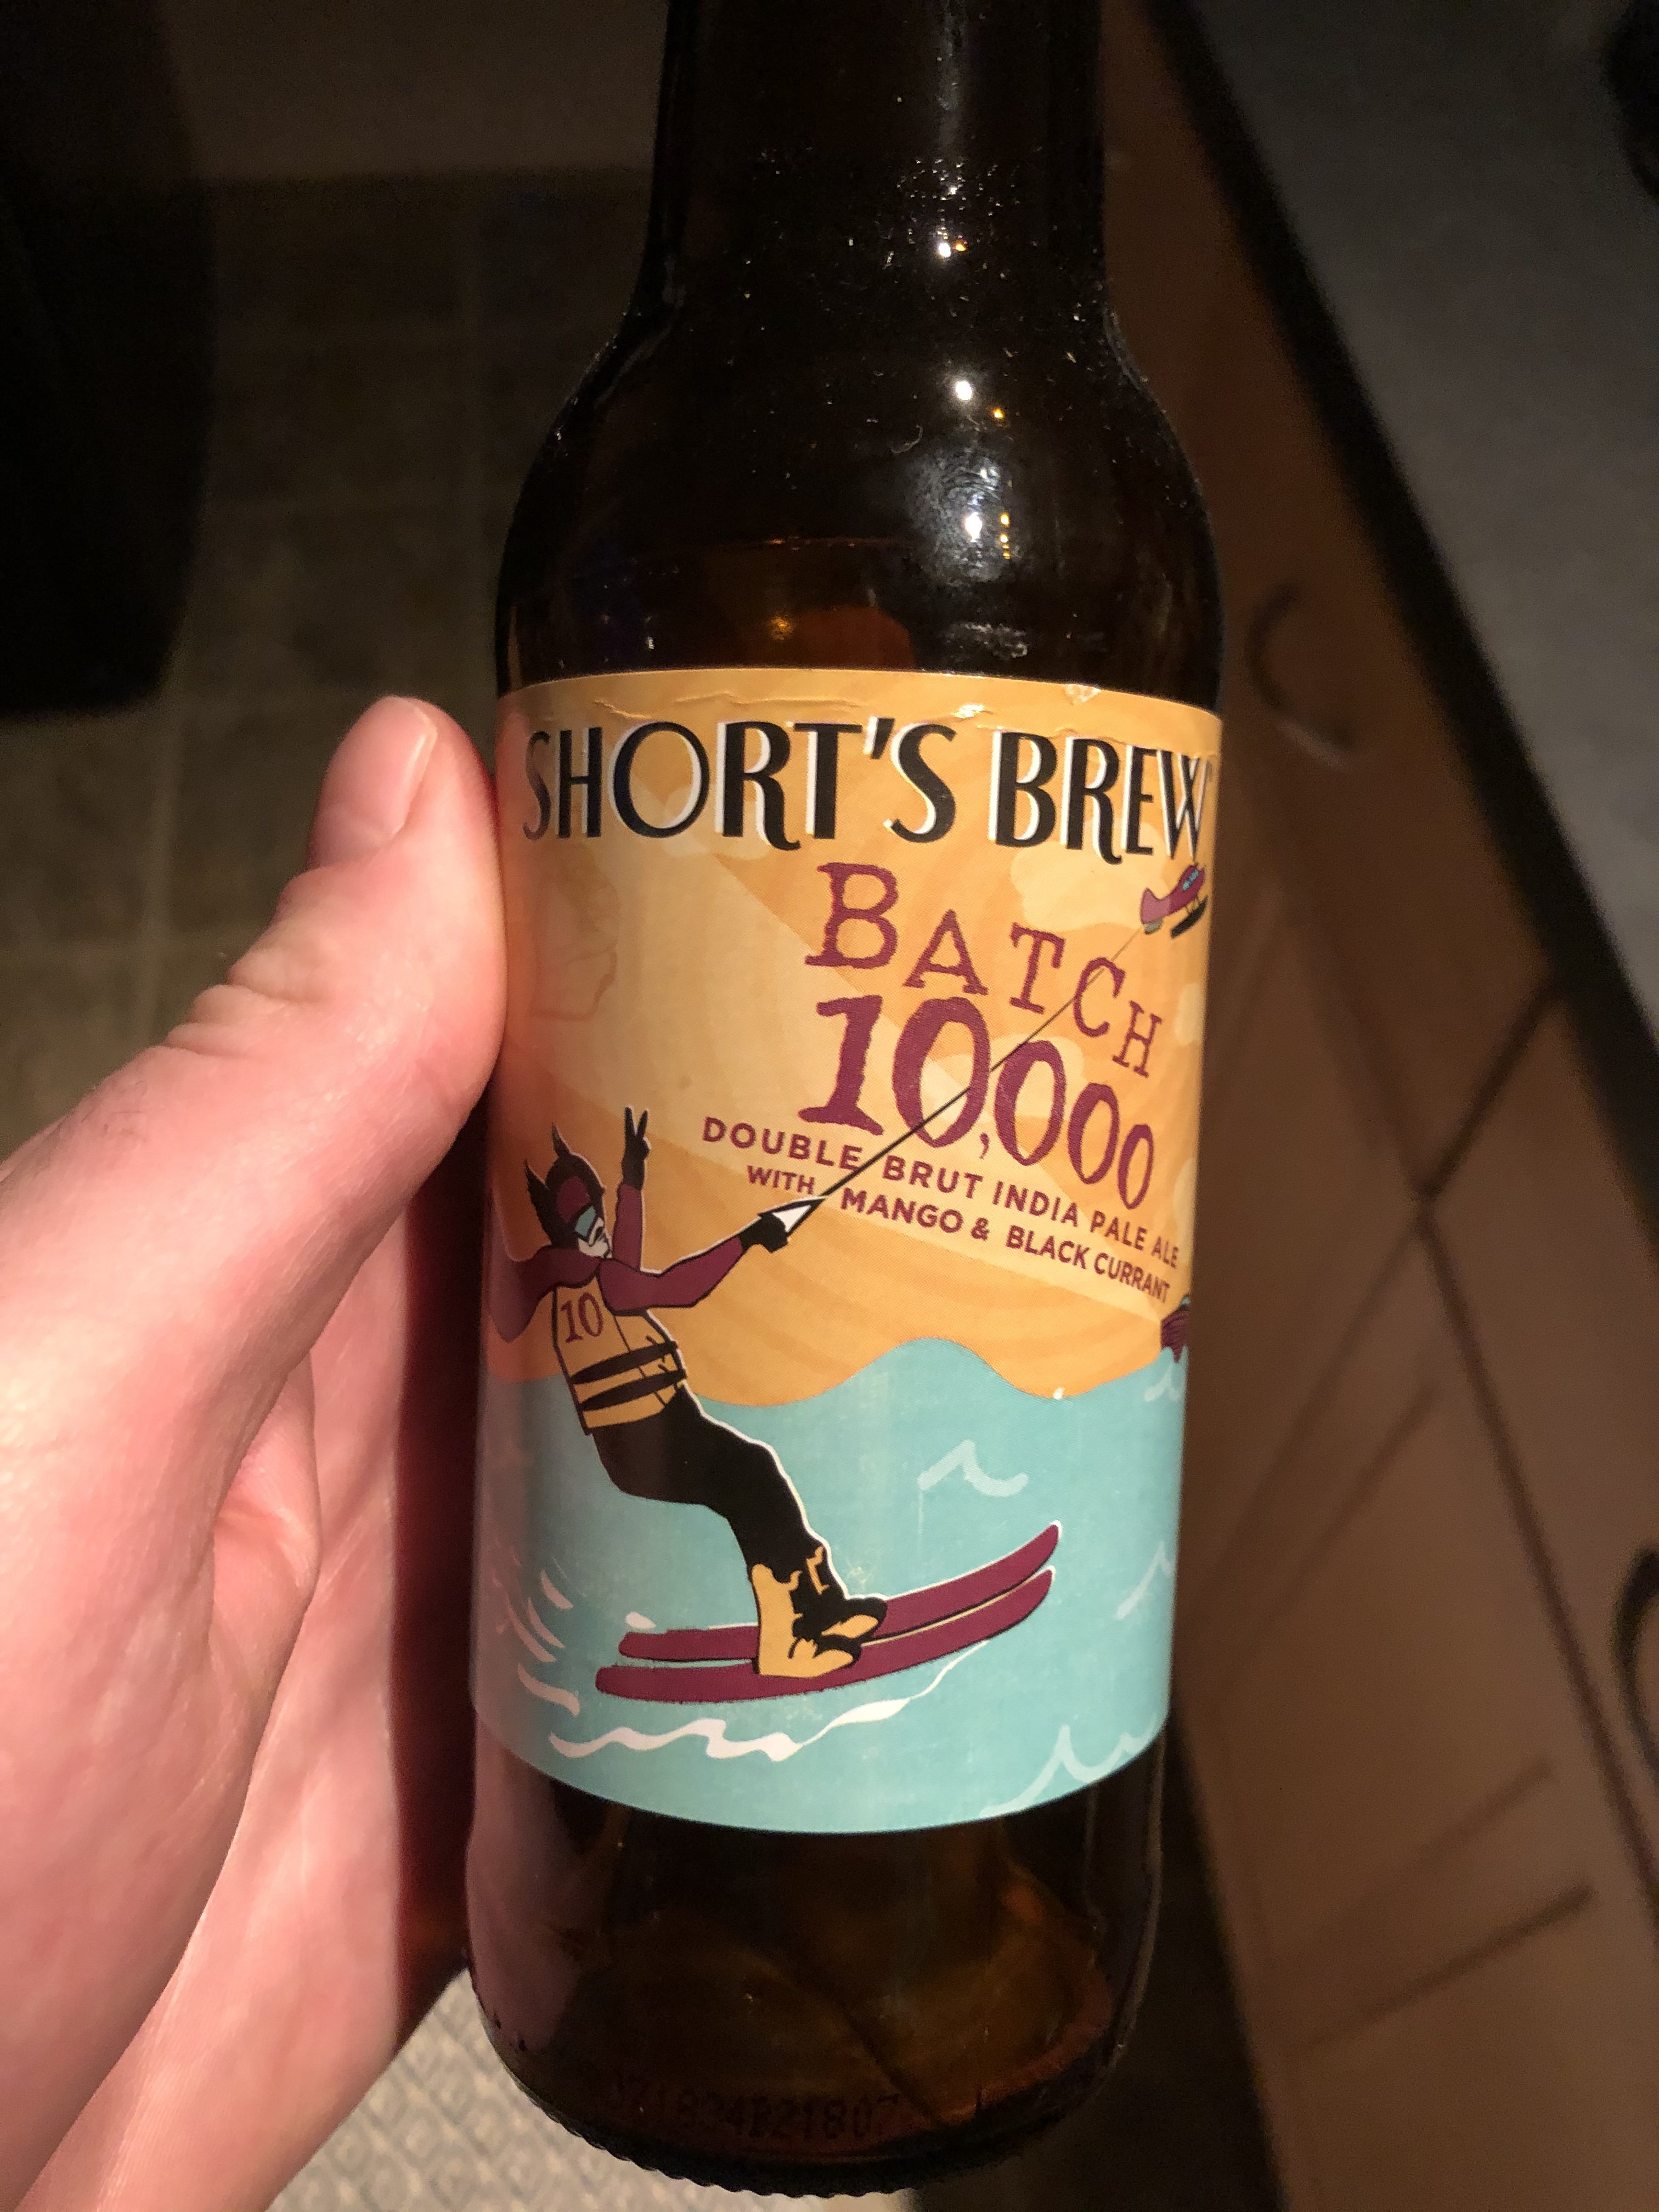 SHORT'S BREW
BATCH
10,000
DOUBLE BRUT INDIA PALE ALE
WITH MANGO & BLACK CURRANT
10